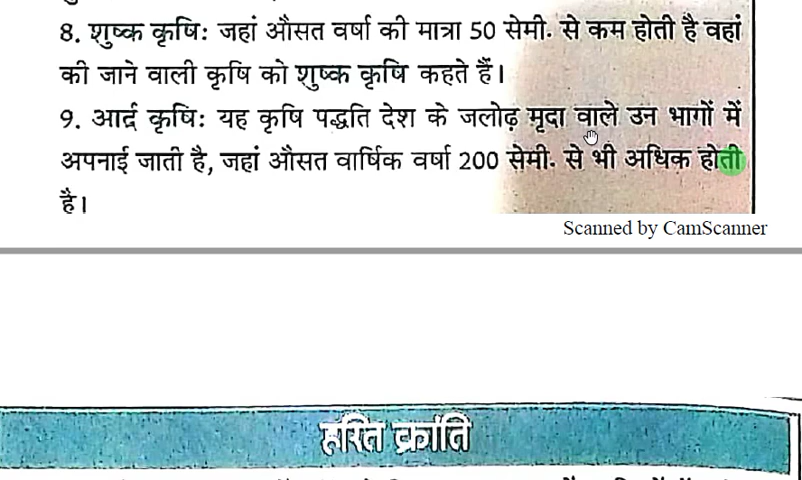 8. शुष्क कृषि: जहां औसत वर्षा की मात्रा 50 सेमी. से कम होती है वहां
की जाने वाली कृषि को शुष्क कृषि कहते हैं।
9. आर्द्र कृषि: यह कृषि पद्धति देश के जलोढ़ मृदा वाले उन भागों में
अपनाई जाती है, जहां औसत वार्षिक वर्षा 200 सेमी. से भी अधिक होती
है।
Scanned by CamScanner
हरित क्रांति